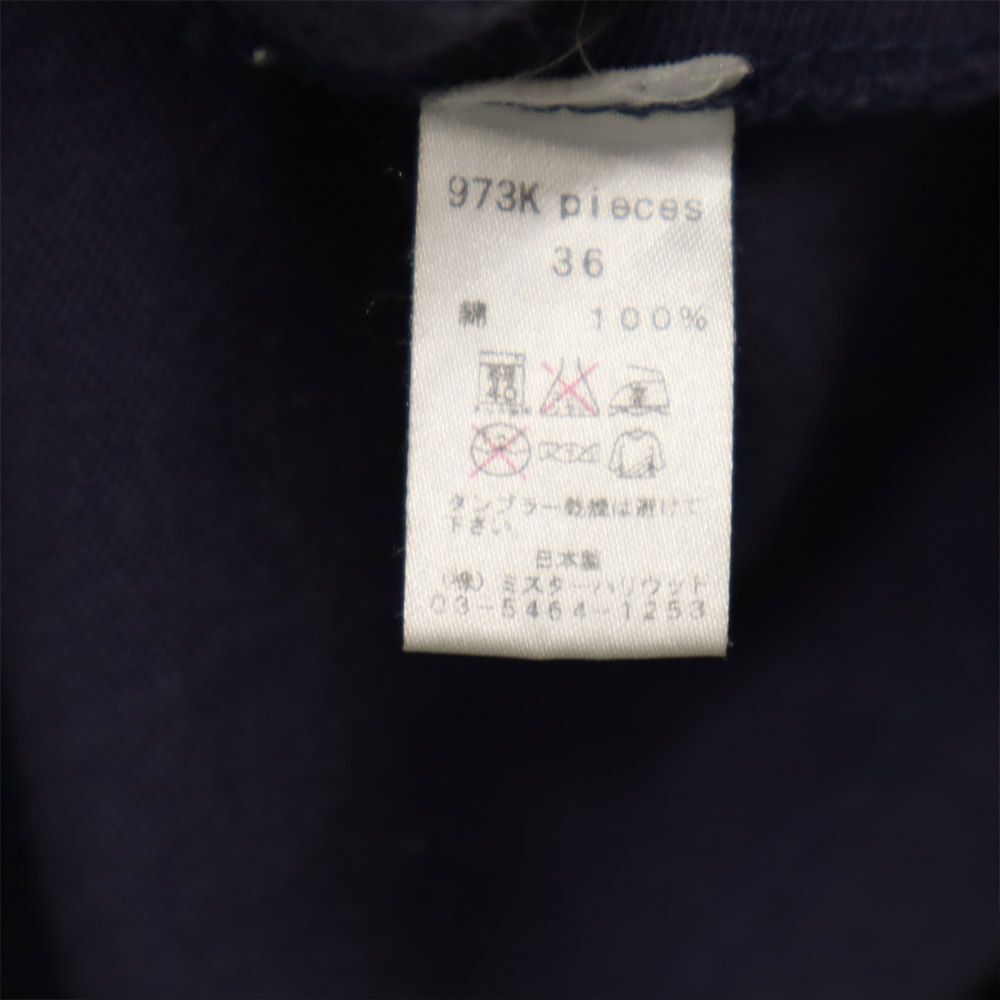 973K pieces
36
綿 100%
40
タンブラー乾燥は避けて
下さい。
日本製
(株)ミスターハリウッド
03-5464-1253